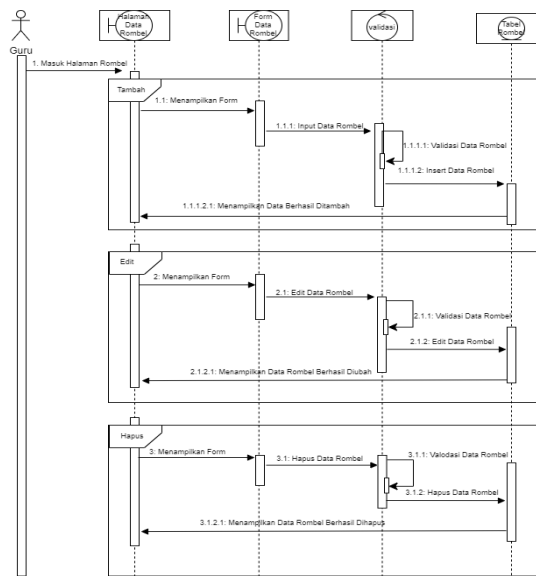 Halaman
Data
Rombel
Form
Data
Rombel
validasi
Tabel
Rombel
Guru
1. Masuk Halaman Rombel
Tambah
1.1: Menampilkan Form
1.1.1: Input Data Rombel
1.1.1.1: Validasi Data Rombel
1.1.1.2: Insert Data Rombel
1.1.1.2.1: Menampilkan Data Berhasil Ditambah
Edit
2: Menampilkan Form
2.1: Edit Data Rombel
2.1.1: Validasi Data Rombel
2.1.2: Edit Data Rombel
2.1.2.1: Menampilkan Data Rombel Berhasil Diubah
Hapus
3: Menampilkan Form
3.1: Hapus Data Rombel
3.1.1: Valodasi Data Rombel
3.1.2: Hapus Data Rombel
3.1.2.1: Menampilkan Data Rombel Berhasil Dihapus